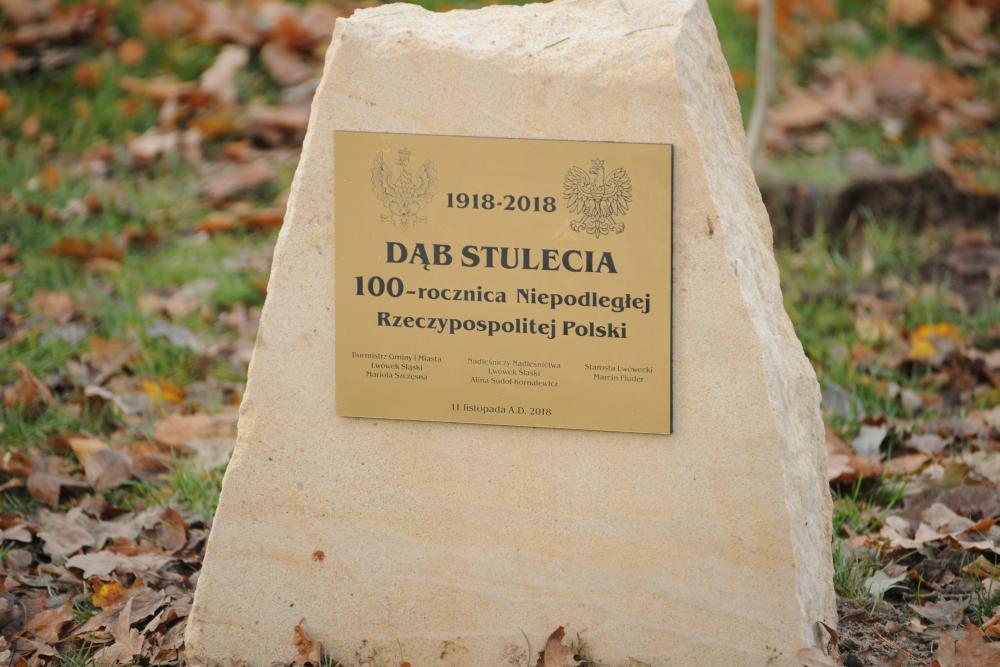 1918-2018
DĄB STULECIA
100-rocznica Niepodległej
Rzeczypospolitej Polski
Burmistrz Gminy i Miasta
Lwówek Śląski
Mariola Szczęsna
Nadleśniczy Nadleśnictwa
Lwówek Śląski
Alina Sudoł-Kornalewicz
Starosta Lwówecki
Marcin Fluder
11 listopada A.D. 2018